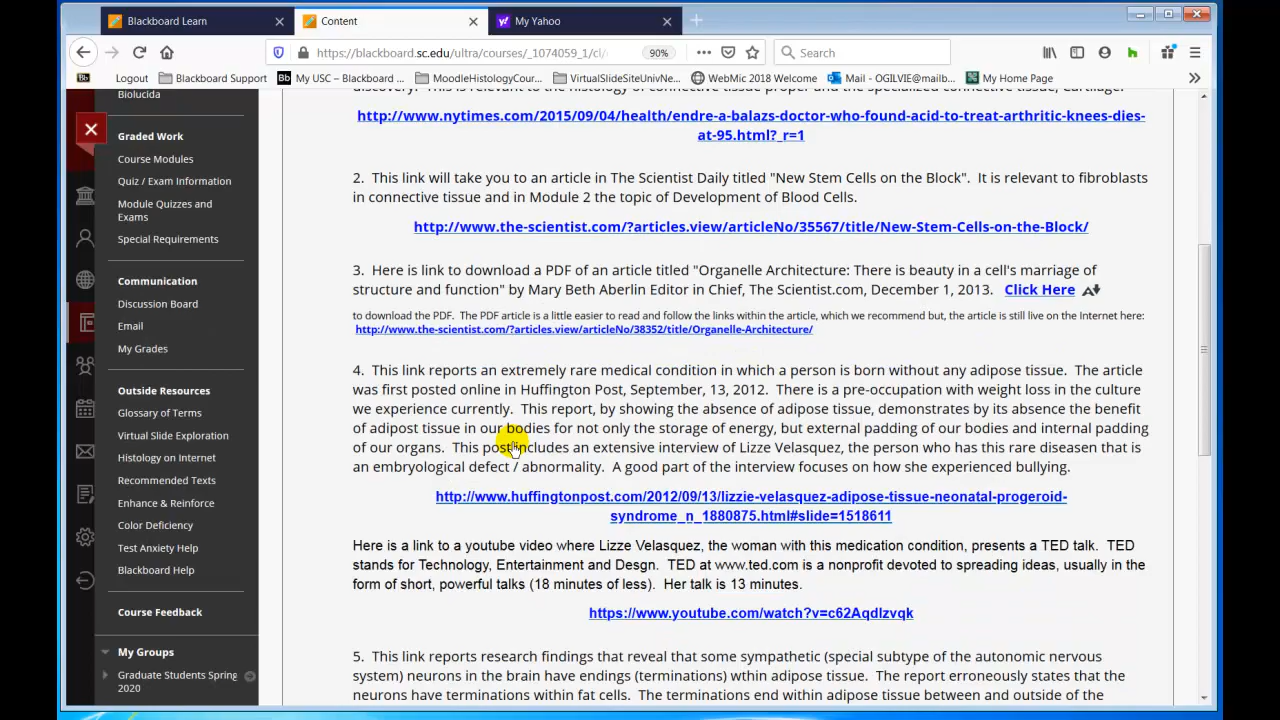 Blackboard Learn
Content
My Yahoo
https://blackboard.sc.edu/ultra/courses/_1074059_1/cl/
90%
Search
Bb
Logout
Blackboard Support
Bb My USC – Blackboard ...
MoodleHistologyCour...
VirtualSlideSiteUnivNe...
WebMic 2018 Welcome
Mail - OGILVIE@mailb...
My Home Page
Biolucida
Graded Work
Course Modules
Quiz / Exam Information
Module Quizzes and
Exams
Special Requirements
Communication
Discussion Board
Email
My Grades
Outside Resources
Glossary of Terms
Virtual Slide Exploration
Histology on Internet
Recommended Texts
Enhance & Reinforce
Color Deficiency
Test Anxiety Help
Blackboard Help
Course Feedback
My Groups
Graduate Students Spring
2020
discovery. This is relevant to the histology of connective tissue proper and the specialized connective tissue, Cartilage.
http://www.nytimes.com/2015/09/04/health/endre-a-balazs-doctor-who-found-acid-to-treat-arthritic-knees-dies-
at-95.html?_r=1
2. This link will take you to an article in The Scientist Daily titled "New Stem Cells on the Block". It is relevant to fibroblasts
in connective tissue and in Module 2 the topic of Development of Blood Cells.
http://www.the-scientist.com/?articles.view/articleNo/35567/title/New-Stem-Cells-on-the-Block/
3. Here is link to download a PDF of an article titled "Organelle Architecture: There is beauty in a cell's marriage of
structure and function" by Mary Beth Aberlin Editor in Chief, The Scientist.com, December 1, 2013. Click Here
to download the PDF. The PDF article is a little easier to read and follow the links within the article, which we recommend but, the article is still live on the Internet here:
http://www.the-scientist.com/?articles.view/articleNo/38352/title/Organelle-Architecture/
4. This link reports an extremely rare medical condition in which a person is born without any adipose tissue. The article
was first posted online in Huffington Post, September, 13, 2012. There is a pre-occupation with weight loss in the culture
we experience currently. This report, by showing the absence of adipose tissue, demonstrates by its absence the benefit
of adipost tissue in our bodies for not only the storage of energy, but external padding of our bodies and internal padding
of our organs. This post includes an extensive interview of Lizze Velasquez, the person who has this rare diseasen that is
an embryological defect / abnormality. A good part of the interview focuses on how she experienced bullying.
http://www.huffingtonpost.com/2012/09/13/lizzie-velasquez-adipose-tissue-neonatal-progeroid-
syndrome_n_1880875.html#slide=1518611
Here is a link to a youtube video where Lizze Velasquez, the woman with this medication condition, presents a TED talk. TED
stands for Technology, Entertainment and Desgn. TED at www.ted.com is a nonprofit devoted to spreading ideas, usually in the
form of short, powerful talks (18 minutes of less). Her talk is 13 minutes.
https://www.youtube.com/watch?v=c62Aqdlzvqk
5. This link reports research findings that reveal that some sympathetic (special subtype of the autonomic nervous
system) neurons in the brain have endings (terminations) wthin adipose tissue. The report erroneously states that the
neurons have terminations within fat cells. The terminations end within adipose tissue between and outside of the